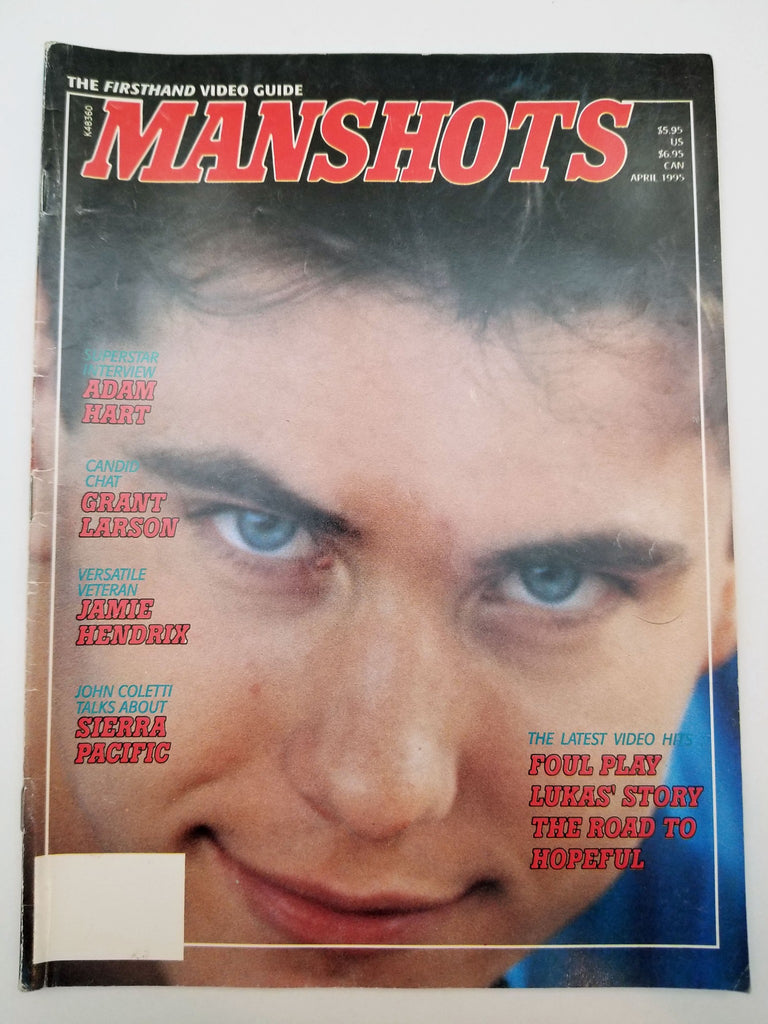 THE FIRSTHAND VIDEO GUIDE
MANSHOTS
K48360
$5.95
US
$6.95
CAN
APRIL 1995
SUPERSTAR
INTERVIEW
ADAM
HART
CANDID
CHAT
GRANT
LARSON
VERSATILE
VETERAN
JAMIE
HENDRIX
JOHN COLETTI
TALKS ABOUT
SIERRA
PACIFIC
THE LATEST VIDEO HITS
FOUL PLAY
LUKAS' STORY
THE ROAD TO
HOPEFUL